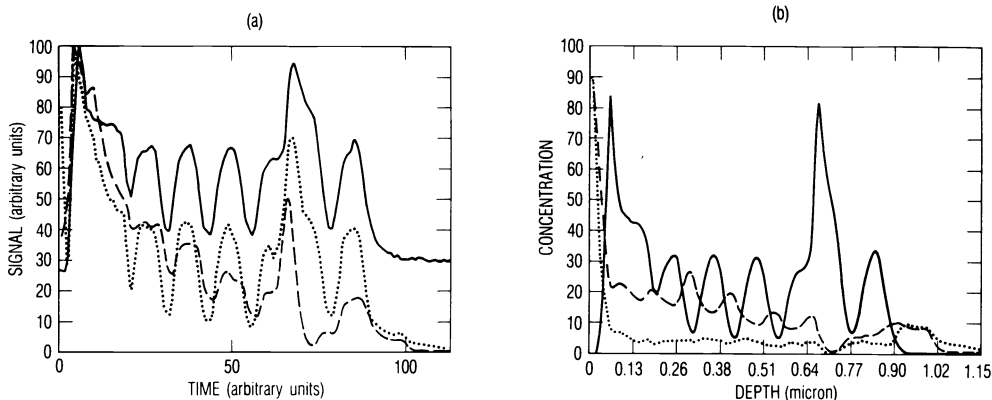 (a)
SIGNAL (arbitrary units)
100
90
80
70
60
50
40
30
20
10
0
0 50 100
TIME (arbitrary units)
(b)
CONCENTRATION
100
90
80
70
60
50
40
30
20
10
0
0 0.13 0.26 0.38 0.51 0.64 0.77 0.90 1.02 1.15
DEPTH (micron)